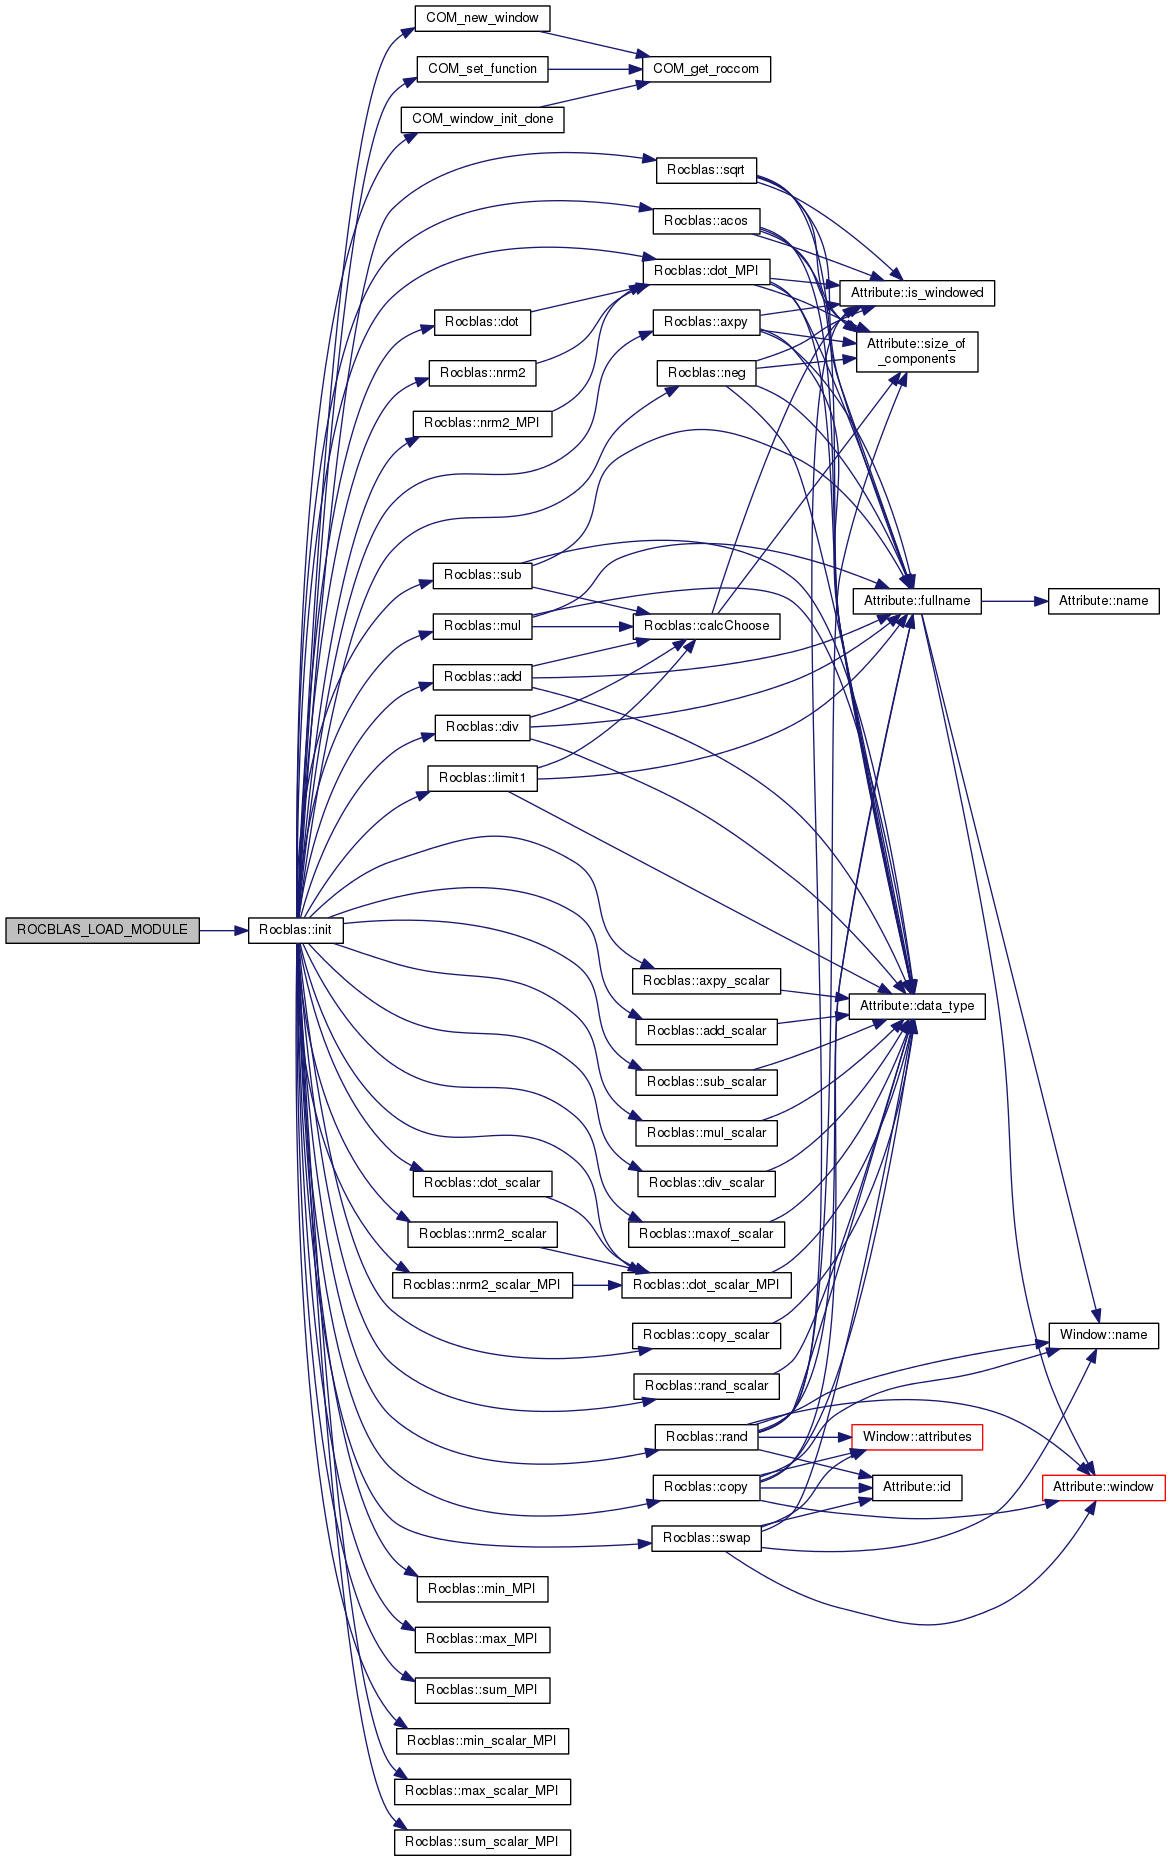 COM_new_window
COM_set_function
COM_get_roccom
COM_window_init_done
Rocblas::sqrt
Rocblas::acos
Rocblas::dot_MPI
Attribute::is_windowed
Rocblas::dot
Rocblas::axpy
Attribute::size_of
_components
Rocblas::nrm2
Rocblas::neg
Rocblas::nrm2_MPI
Rocblas::sub
Attribute::fullname
Attribute::name
Rocblas::mul
Rocblas::calcChoose
Rocblas::add
Rocblas::div
Rocblas::limit1
ROCBLAS_LOAD_MODULE
Rocblas::init
Rocblas::axpy_scalar
Attribute::data_type
Rocblas::add_scalar
Rocblas::sub_scalar
Rocblas::mul_scalar
Rocblas::dot_scalar
Rocblas::div_scalar
Rocblas::nrm2_scalar
Rocblas::maxof_scalar
Rocblas::nrm2_scalar_MPI
Rocblas::dot_scalar_MPI
Rocblas::copy_scalar
Window::name
Rocblas::rand_scalar
Rocblas::rand
Window::attributes
Rocblas::copy
Attribute::id
Attribute::window
Rocblas::swap
Rocblas::min_MPI
Rocblas::max_MPI
Rocblas::sum_MPI
Rocblas::min_scalar_MPI
Rocblas::max_scalar_MPI
Rocblas::sum_scalar_MPI